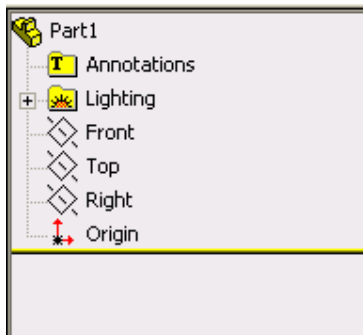 Part1
Annotations
Lighting
Front
Top
Right
Origin